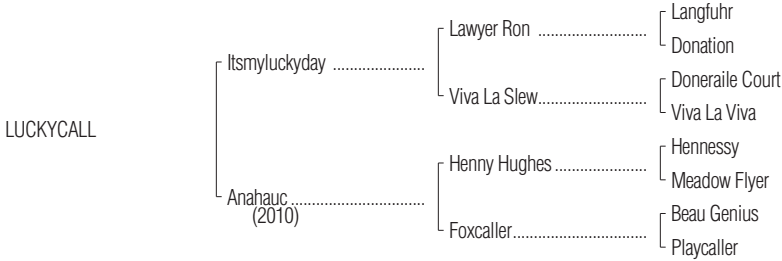 Langfuhr
Lawyer Ron ........................
Donation
Itsmyluckyday ....................
Doneraile Court
Viva La Slew........................
Viva La Viva
LUCKYCALL
Hennessy
Henny Hughes ....................
Meadow Flyer
Anahauc ............................
(2010)
Beau Genius
Foxcaller.............................
Playcaller